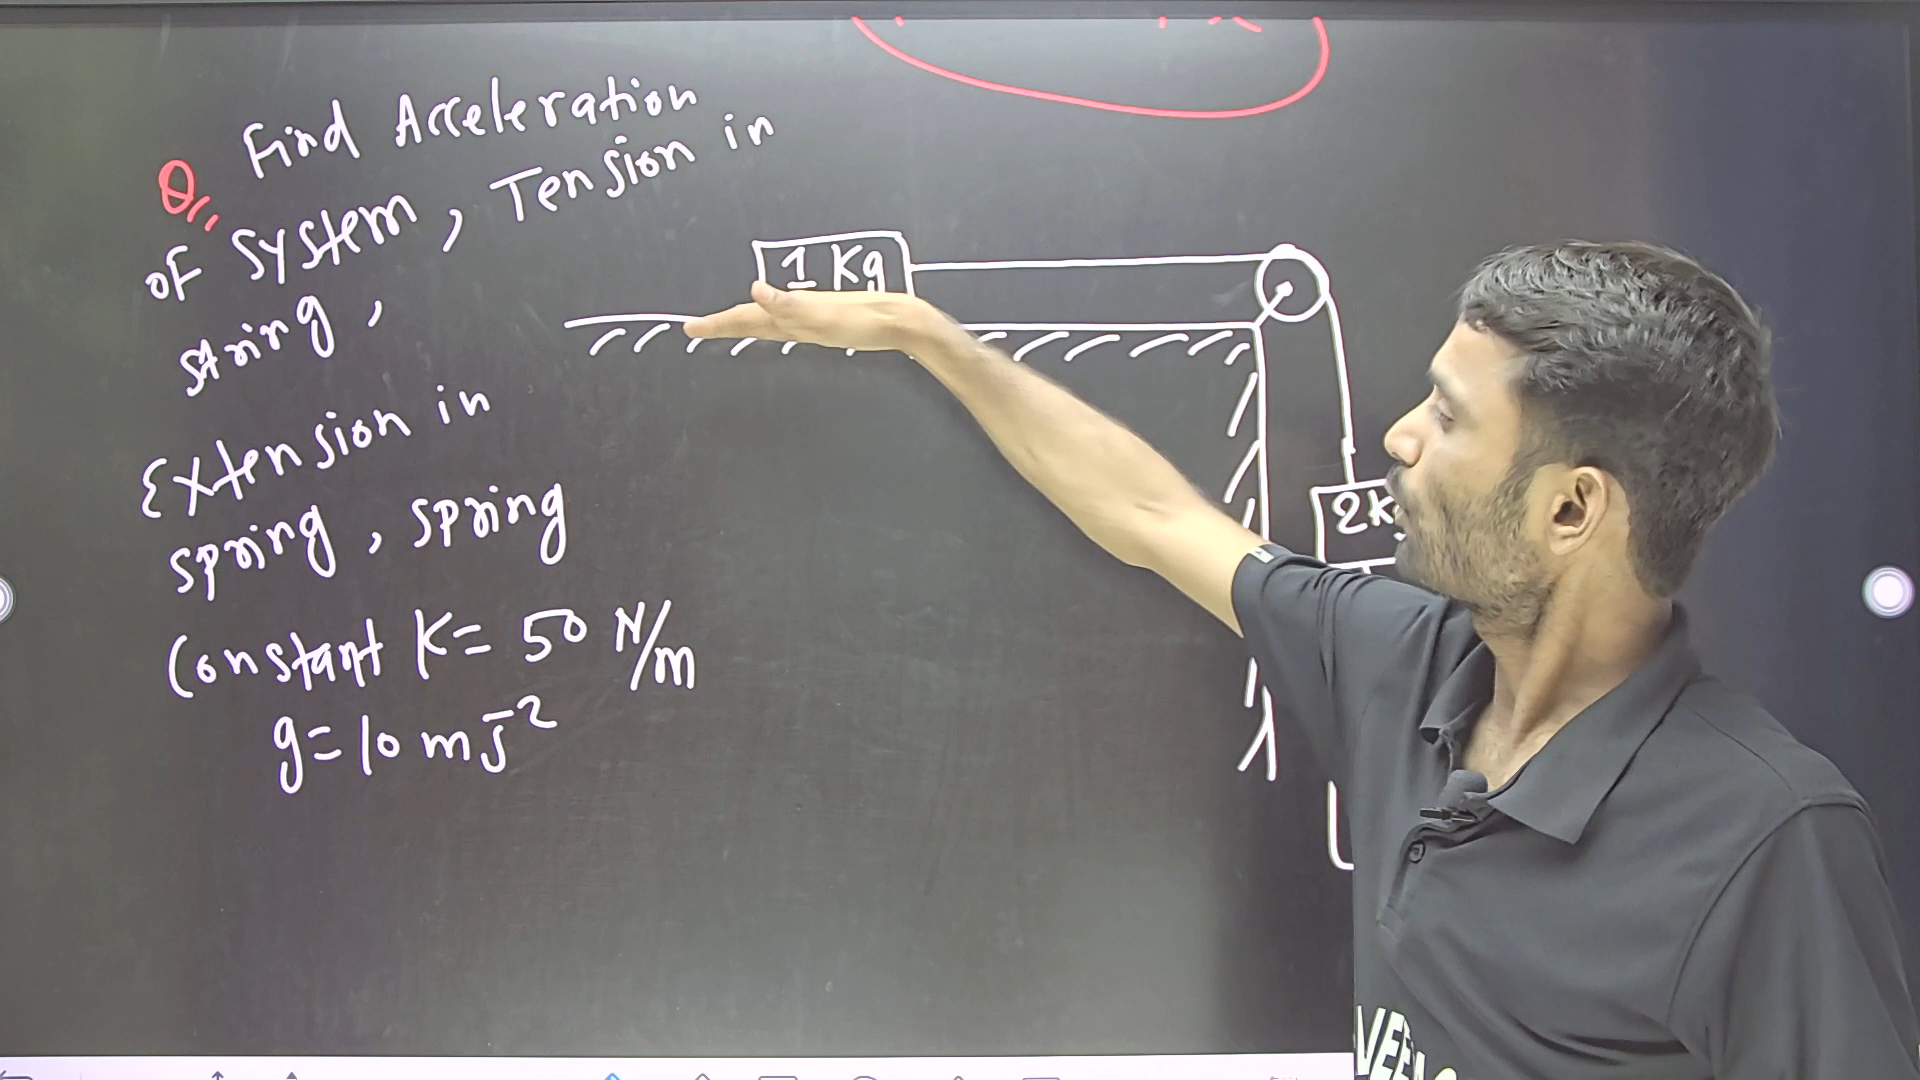 Q Find Acceleration
of System, Tension in
string,
Extension in
spring, spring
Constant K = 50 N/m
g = 10 ms⁻²
1 Kg
2K